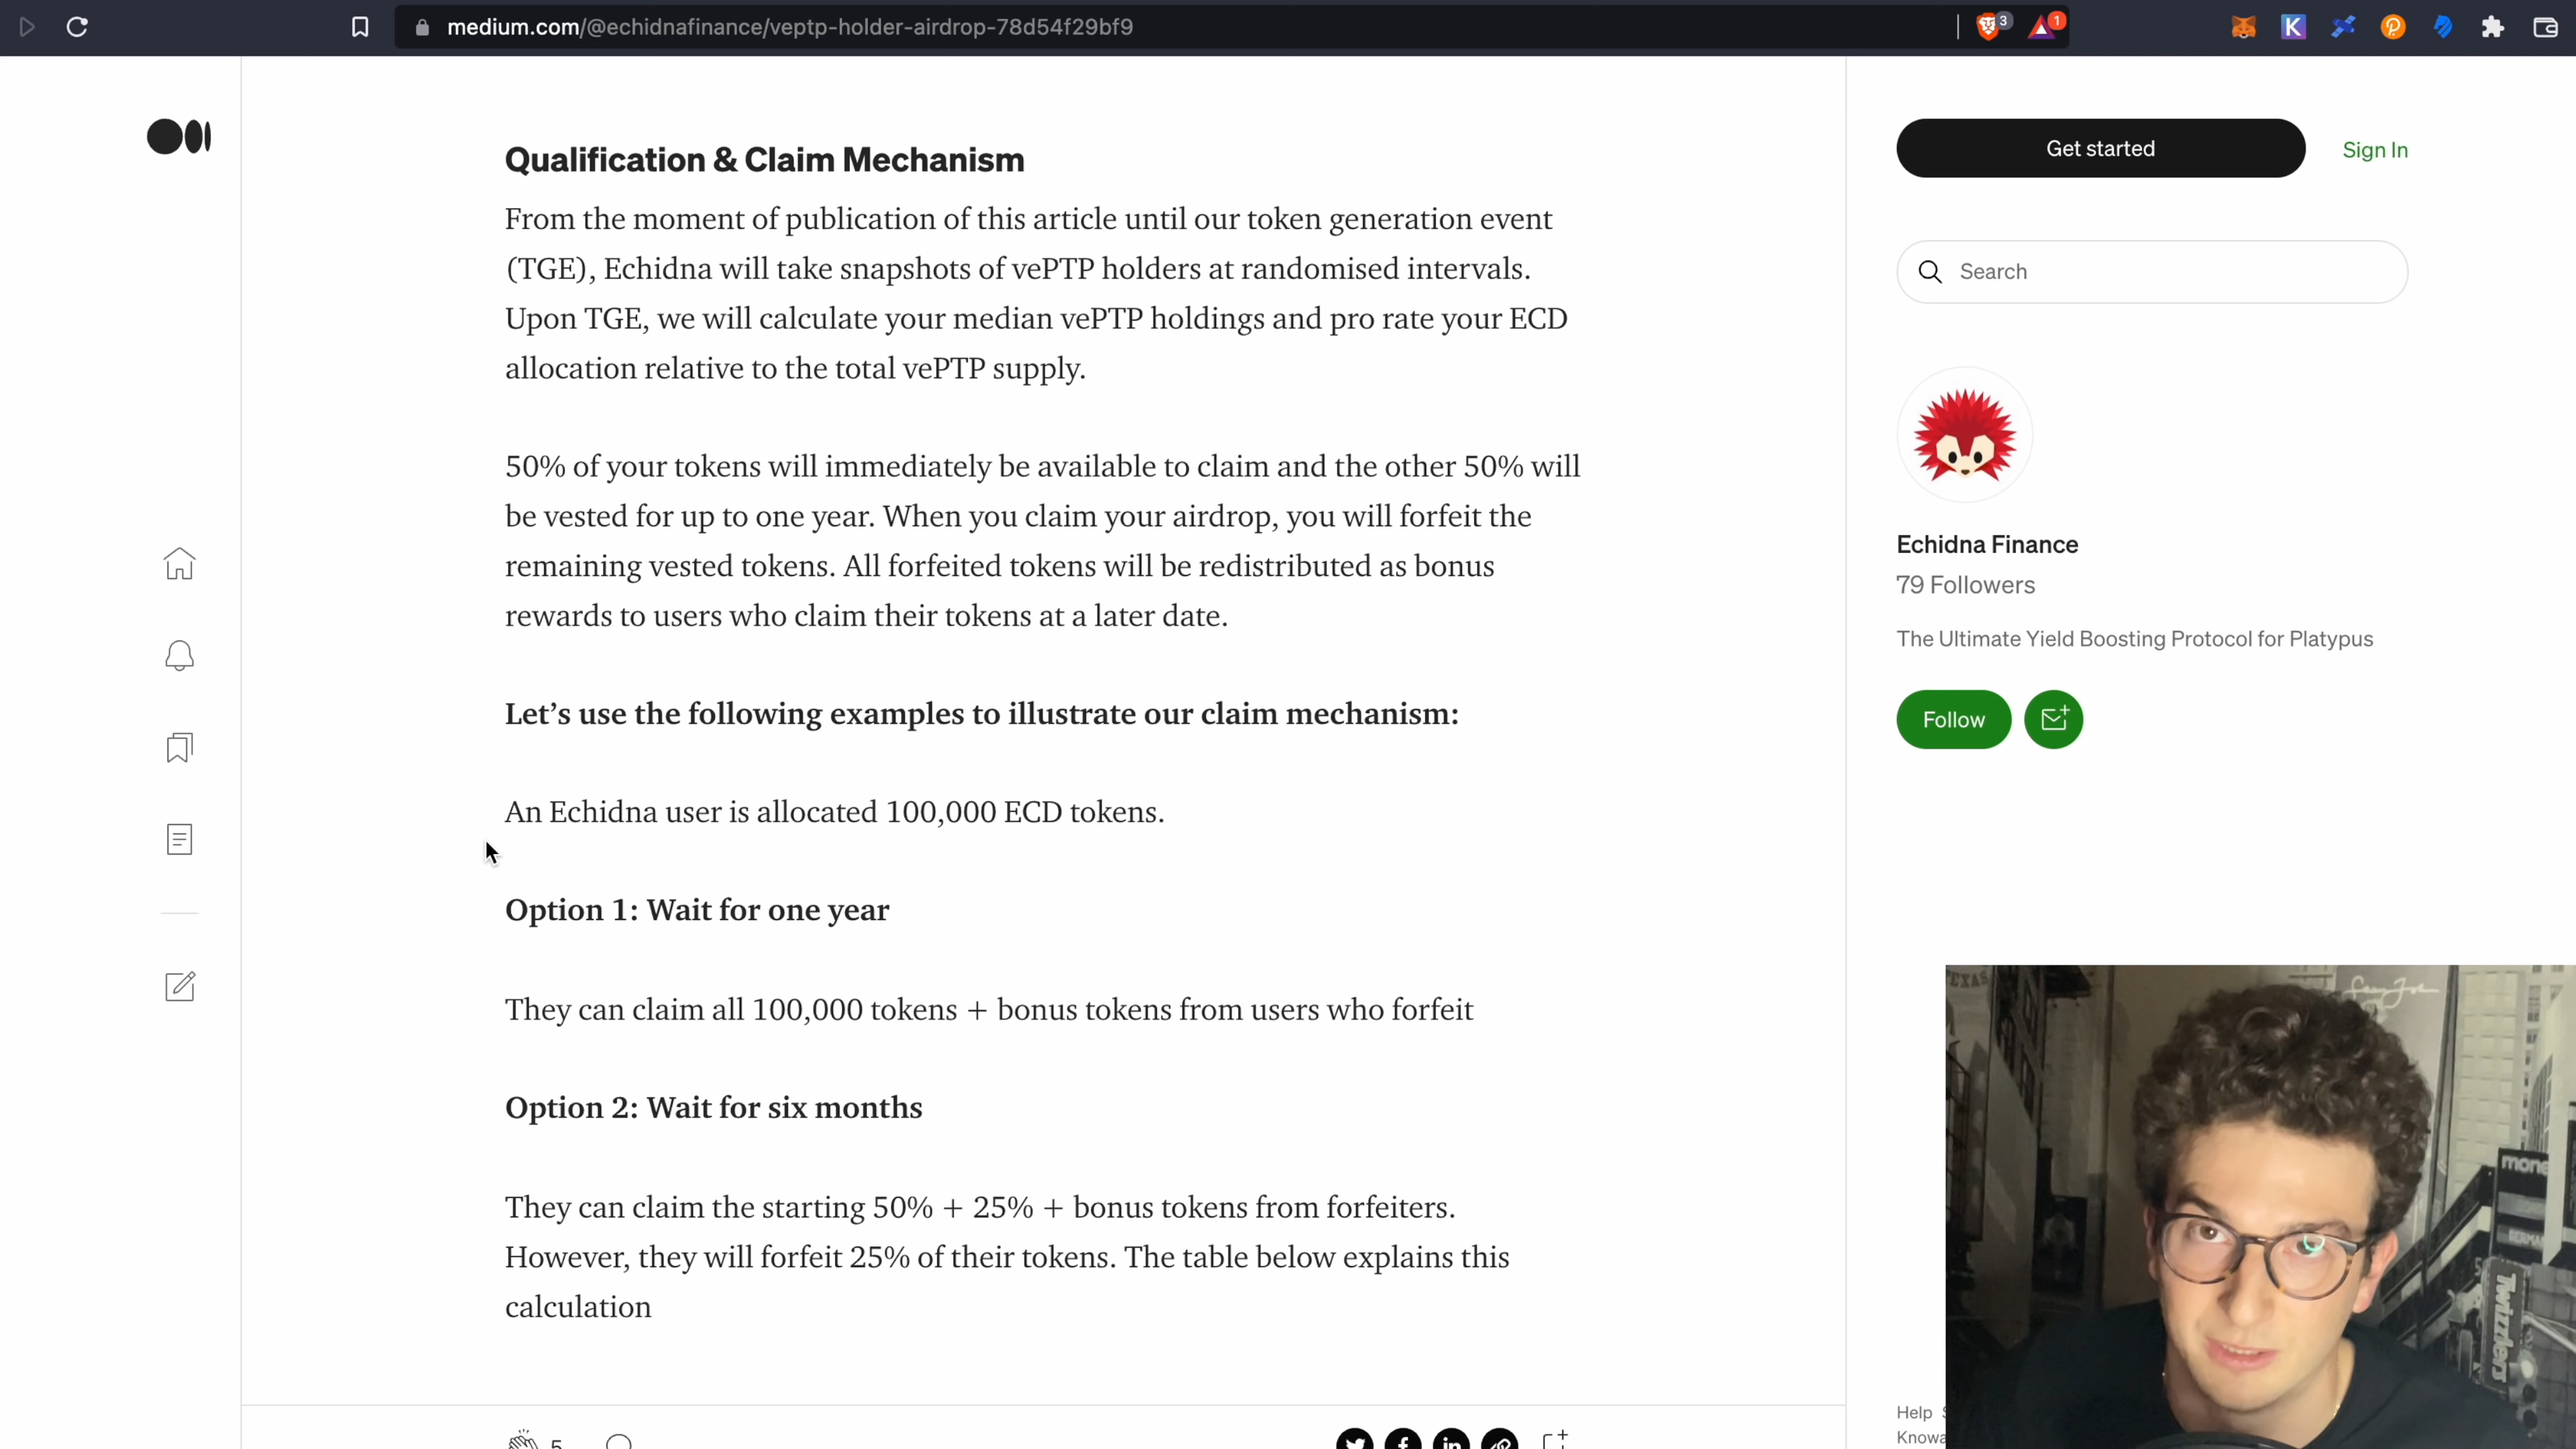 medium.com/@echidnafinance/veptp-holder-airdrop-78d54f29bf9
3
1
K
Get started
Sign In
Search
Qualification & Claim Mechanism
From the moment of publication of this article until our token generation event
(TGE), Echidna will take snapshots of vePTP holders at randomised intervals.
Upon TGE, we will calculate your median vePTP holdings and pro rate your ECD
allocation relative to the total vePTP supply.
50% of your tokens will immediately be available to claim and the other 50% will
be vested for up to one year. When you claim your airdrop, you will forfeit the
remaining vested tokens. All forfeited tokens will be redistributed as bonus
rewards to users who claim their tokens at a later date.
Let’s use the following examples to illustrate our claim mechanism:
An Echidna user is allocated 100,000 ECD tokens.
Option 1: Wait for one year
They can claim all 100,000 tokens + bonus tokens from users who forfeit
Option 2: Wait for six months
They can claim the starting 50% + 25% + bonus tokens from forfeiters.
However, they will forfeit 25% of their tokens. The table below explains this
calculation
5
Echidna Finance
79 Followers
The Ultimate Yield Boosting Protocol for Platypus
Follow
Help
Knowa
TEXAS
mone
Twizzlers